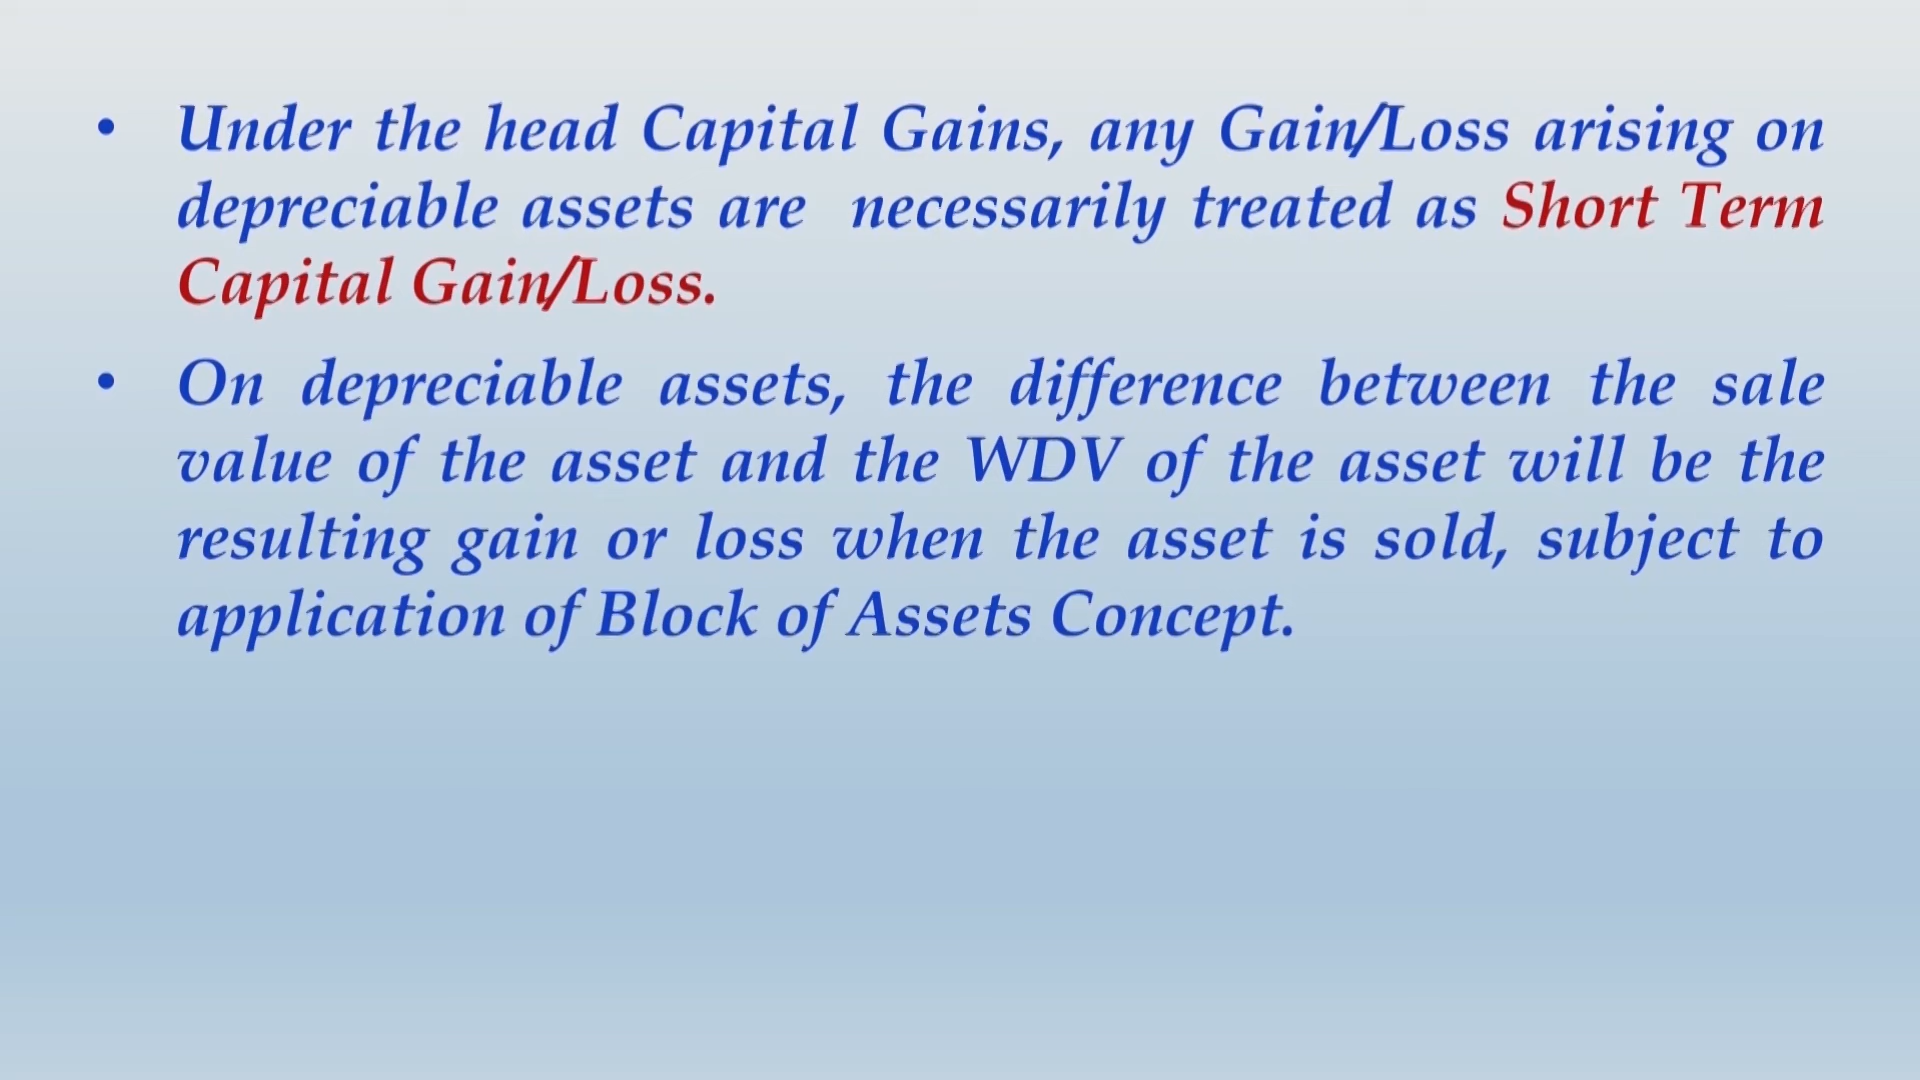 • Under the head Capital Gains, any Gain/Loss arising on
depreciable assets are necessarily treated as Short Term
Capital Gain/Loss.
• On depreciable assets, the difference between the sale
value of the asset and the WDV of the asset will be the
resulting gain or loss when the asset is sold, subject to
application of Block of Assets Concept.